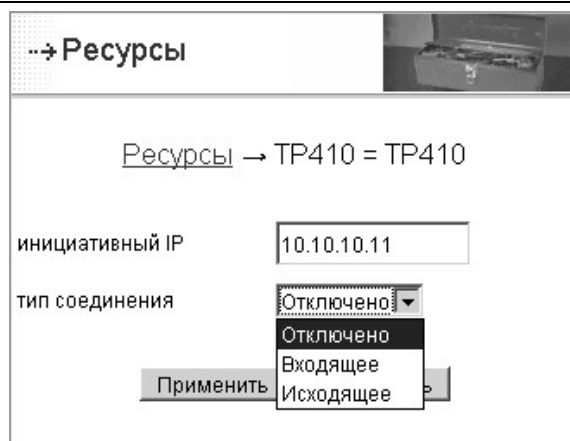 Ресурсы
Ресурсы → TP410 = TP410
инициативный IP 10.10.10.11
тип соединения Отключено
Отключено
Входящее
Применить
Исходящее